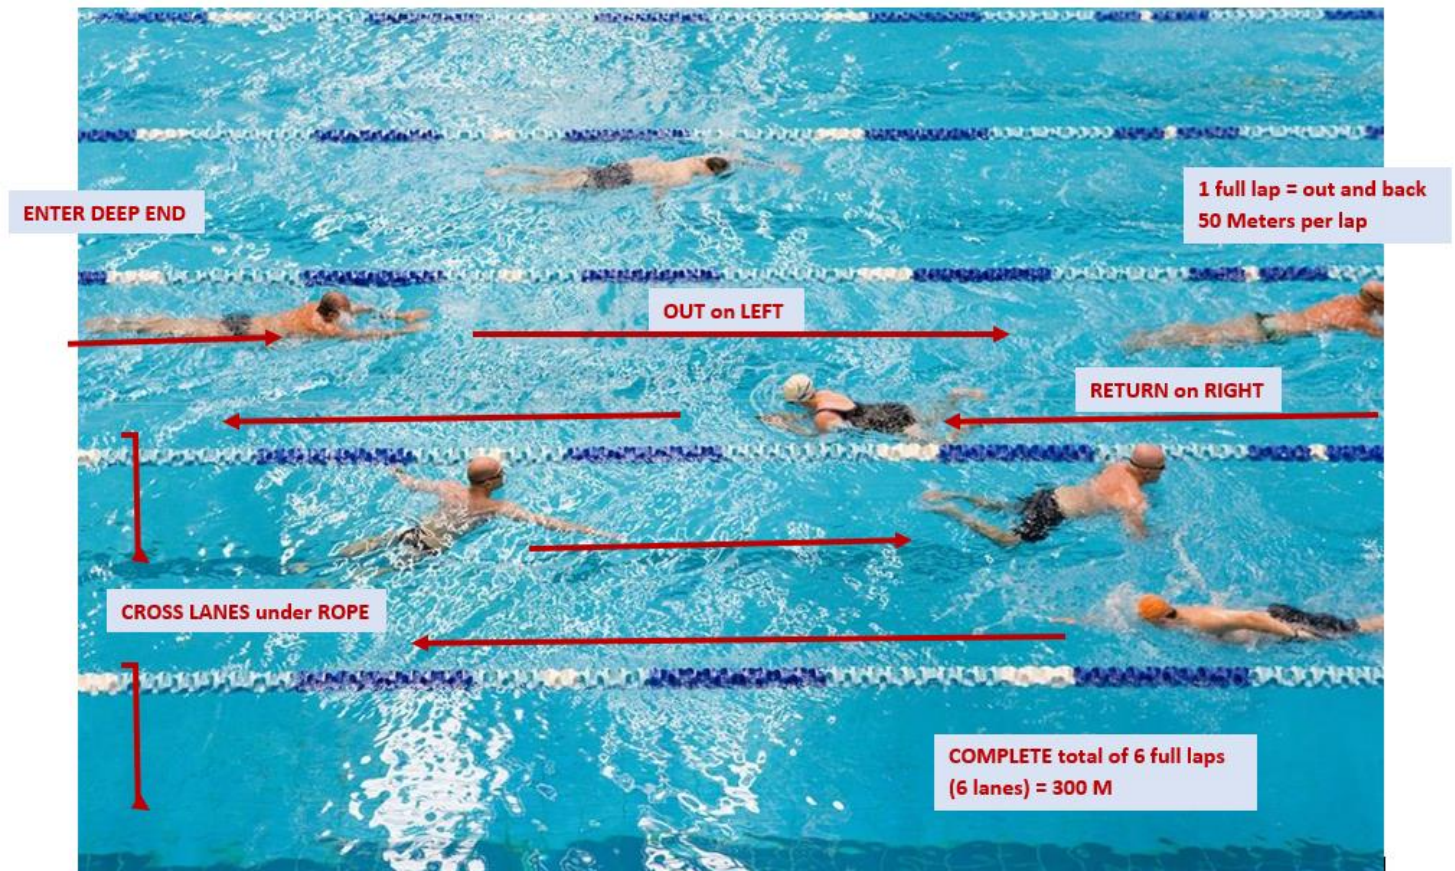 ENTER DEEP END
1 full lap = out and back
50 Meters per lap
OUT on LEFT
RETURN on RIGHT
CROSS LANES under ROPE
COMPLETE total of 6 full laps
(6 lanes) = 300 M